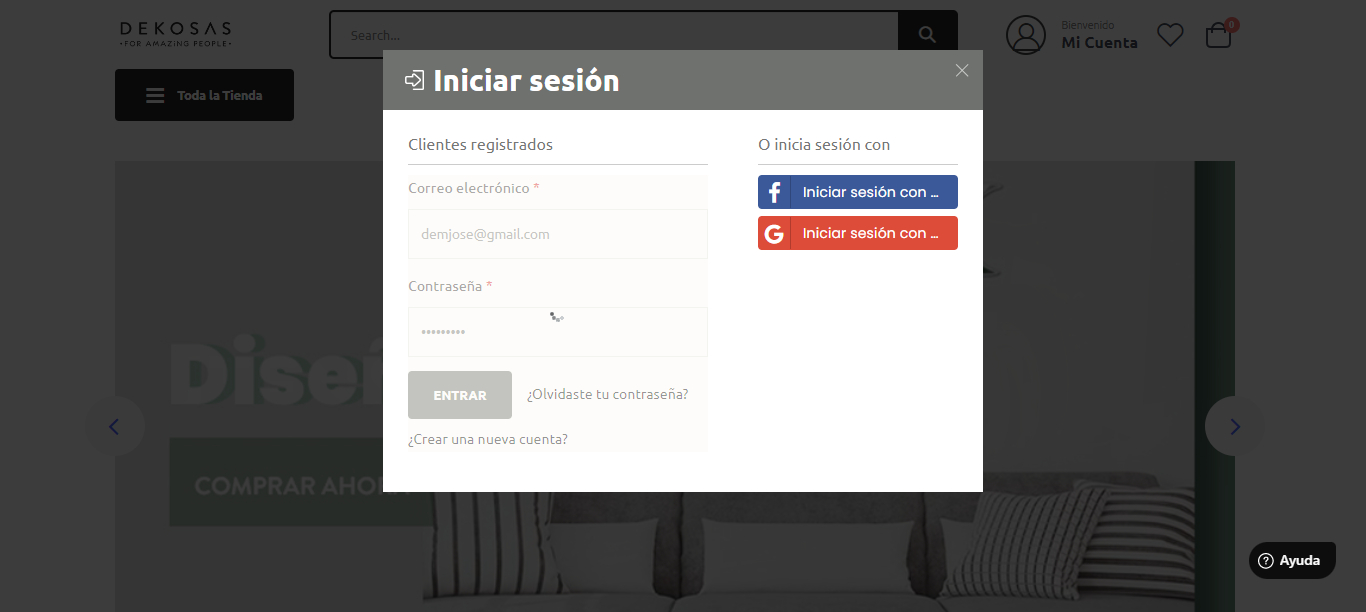 DEKOSAS
•FOR AMAZING PEOPLE•
Search...
Bienvenido
Mi Cuenta
0
Toda la Tienda
Iniciar sesión
Clientes registrados
Correo electrónico *
demjose@gmail.com
Contraseña *
•••••••••
ENTRAR
¿Olvidaste tu contraseña?
¿Crear una nueva cuenta?
O inicia sesión con
Iniciar sesión con ...
Iniciar sesión con ...
COMPRAR AHORA
Ayuda